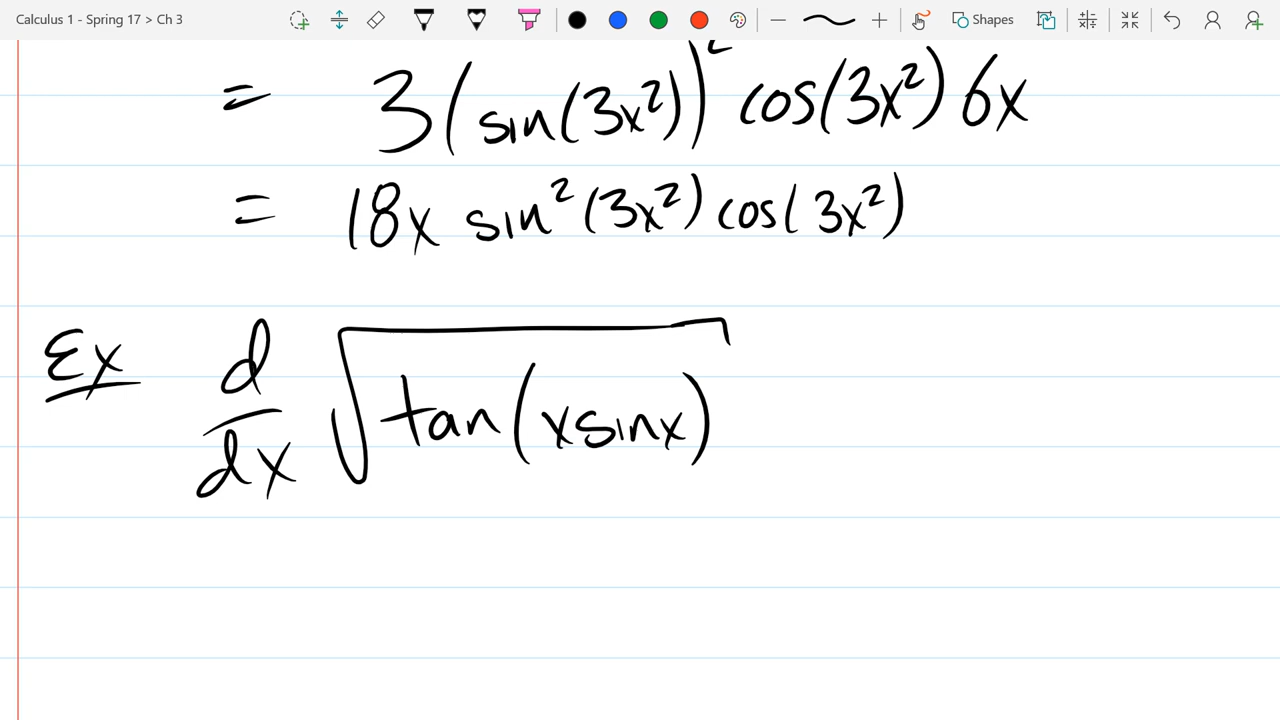 Calculus 1 - Spring 17 > Ch 3
Shapes
= 3(sin(3x²))² cos(3x²) 6x
= 18x sin²(3x²) cos(3x²)
Ex d/dx √tan(x sinx)